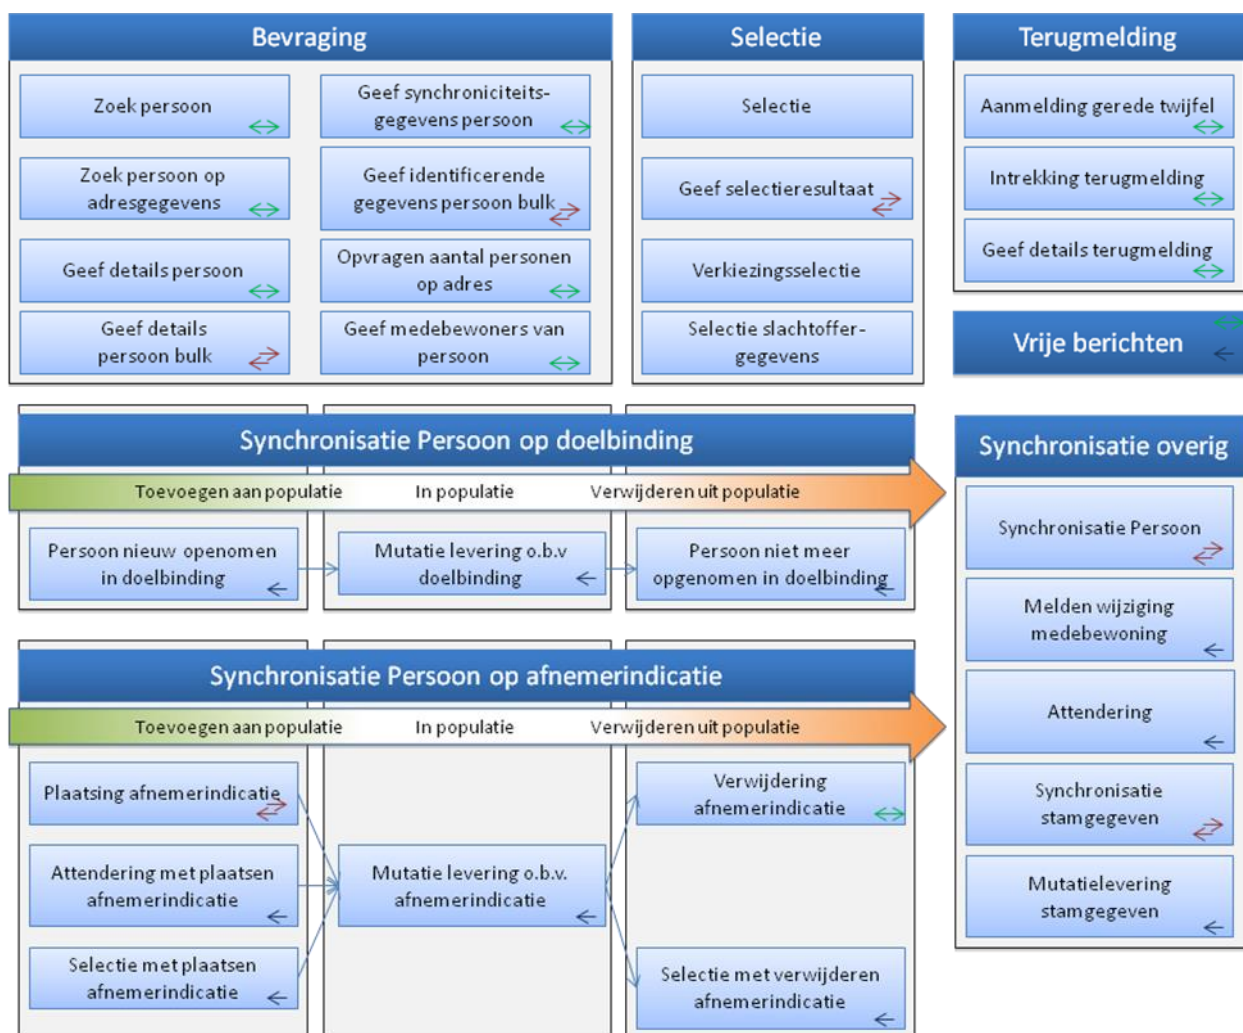 Bevraging
Zoek persoon
Zoek persoon op
adresgegevens
Geef details persoon
Geef details
persoon bulk
Geef synchroniciteits-
gegevens persoon
Geef identificerende
gegevens persoon bulk
Opvragen aantal personen
op adres
Geef medebewoners van
persoon
Selectie
Selectie
Geef selectieresultaat
Verkiezingsselectie
Selectie slachtoffer-
gegevens
Terugmelding
Aanmelding gerede twijfel
Intrekking terugmelding
Geef details terugmelding
Vrije berichten
Synchronisatie Persoon op doelbinding
Toevoegen aan populatie
In populatie
Verwijderen uit populatie
Persoon nieuw openomen
in doelbinding
Mutatie levering o.b.v
doelbinding
Persoon niet meer
opgenomen in doelbinding
Synchronisatie Persoon op afnemerindicatie
Toevoegen aan populatie
In populatie
Verwijderen uit populatie
Plaatsing afnemerindicatie
Attendering met plaatsen
afnemerindicatie
Selectie met plaatsen
afnemerindicatie
Mutatie levering o.b.v.
afnemerindicatie
Verwijdering
afnemerindicatie
Selectie met verwijderen
afnemerindicatie
Synchronisatie overig
Synchronisatie Persoon
Melden wijziging
medebewoning
Attendering
Synchronisatie
stamgegeven
Mutatielevering
stamgegeven